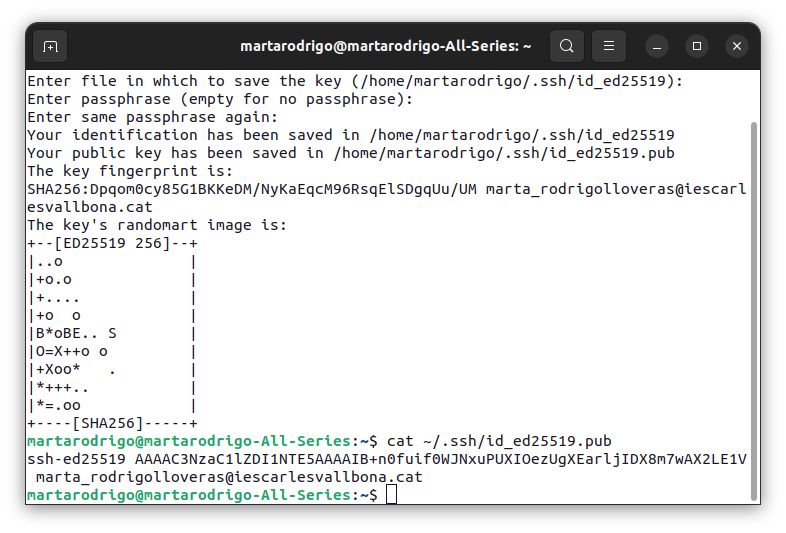 martarodrigo@martarodrigo-All-Series: ~
Enter file in which to save the key (/home/martarodrigo/.ssh/id_ed25519):
Enter passphrase (empty for no passphrase):
Enter same passphrase again:
Your identification has been saved in /home/martarodrigo/.ssh/id_ed25519
Your public key has been saved in /home/martarodrigo/.ssh/id_ed25519.pub
The key fingerprint is:
SHA256:Dpqom0cy85G1BKKeDM/NyKaEqcM96RsqElSDgqUu/UM marta_rodrigolloveras@iescarl
esvallbona.cat
The key's randomart image is:
+--[ED25519 256]--+
|..o              |
|+o.o             |
|+....            |
|+o  o            |
|B*oBE.. S        |
|O=X++o o         |
|+Xoo*   .        |
|*+++..           |
|*=.oo            |
+----[SHA256]-----+
martarodrigo@martarodrigo-All-Series:~$ cat ~/.ssh/id_ed25519.pub
ssh-ed25519 AAAAC3NzaC1lZDI1NTE5AAAAIB+n0fuif0WJNxuPUXIOezUgXEarljIDX8m7wAX2LE1V
 marta_rodrigolloveras@iescarlesvallbona.cat
martarodrigo@martarodrigo-All-Series:~$